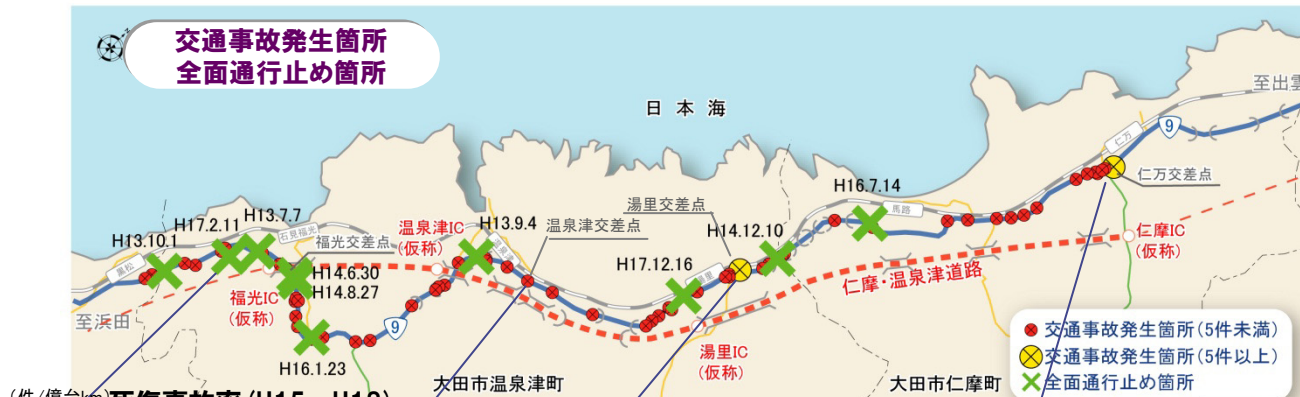 交通事故発生箇所
全面通行止め箇所
日本海
至出雲
9
仁万
仁万交差点
H16.7.14
馬路
湯里交差点
H14.12.10
H17.12.16
湯里
H13.7.7
H17.2.11
H13.10.1
石見福光
黒松
福光交差点
温泉津IC
(仮称)
H13.9.4
温泉津
温泉津交差点
仁摩IC
(仮称)
仁摩・温泉津道路
H14.6.30
H14.8.27
福光IC
(仮称)
至浜田
9
H16.1.23
湯里IC
(仮称)
大田市温泉津町
大田市仁摩町
交通事故発生箇所(5件未満)
交通事故発生箇所(5件以上)
全面通行止め箇所